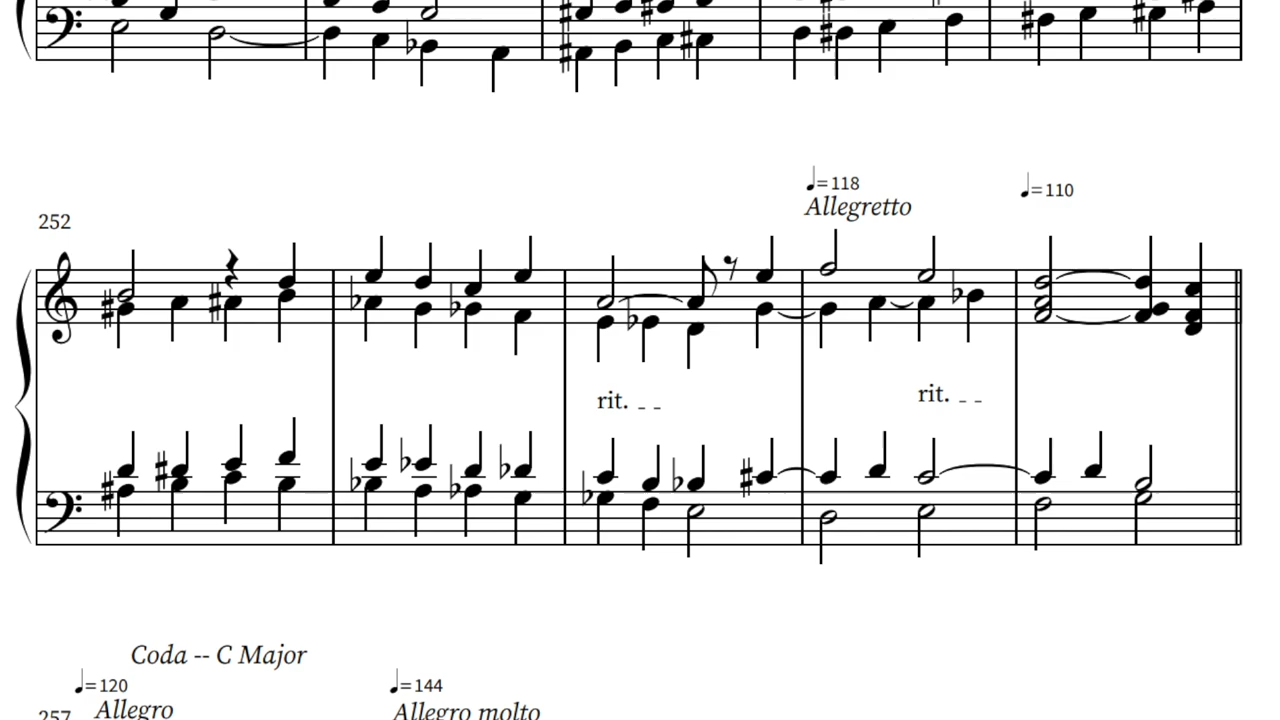 ♩=118
♩=110
Allegretto
252
rit. _ _
rit. _ _
Coda -- C Major
♩=120
♩=144
257
Allegro
Allegro molto